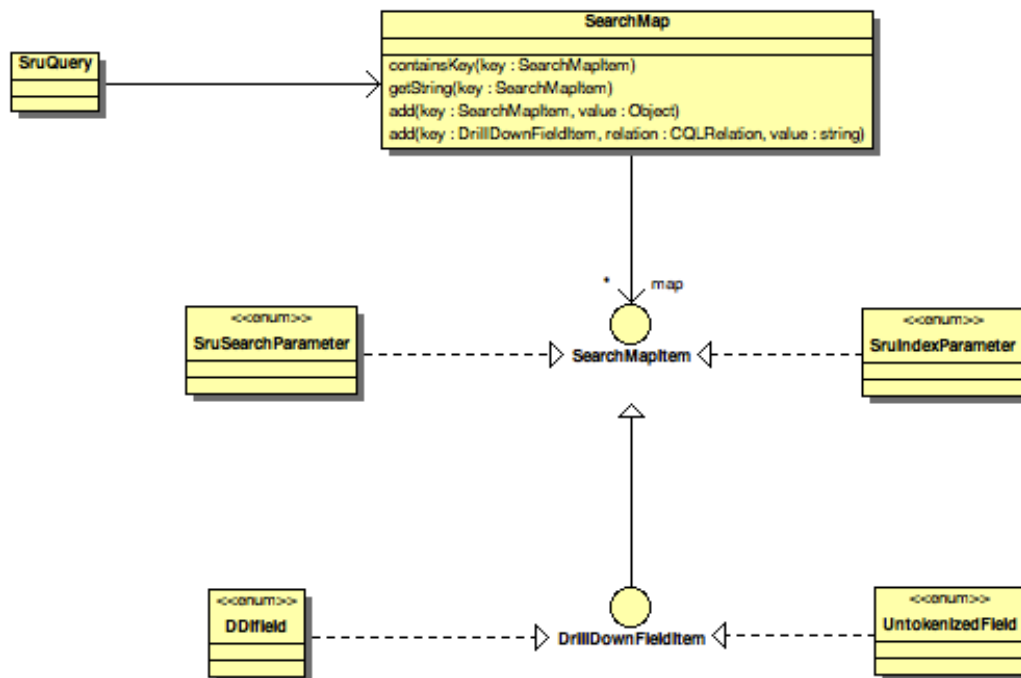 SearchMap
SruQuery
containsKey(key : SearchMapItem)
getString(key : SearchMapItem)
add(key : SearchMapItem, value : Object)
add(key : DrillDownFieldItem, relation : CQLRelation, value : string)
* map
<<enum>>
SruSearchParameter
SearchMapItem
<<enum>>
SruIndexParameter
<<enum>>
DDIfield
DrillDownFieldItem
<<enum>>
UntokenizedField